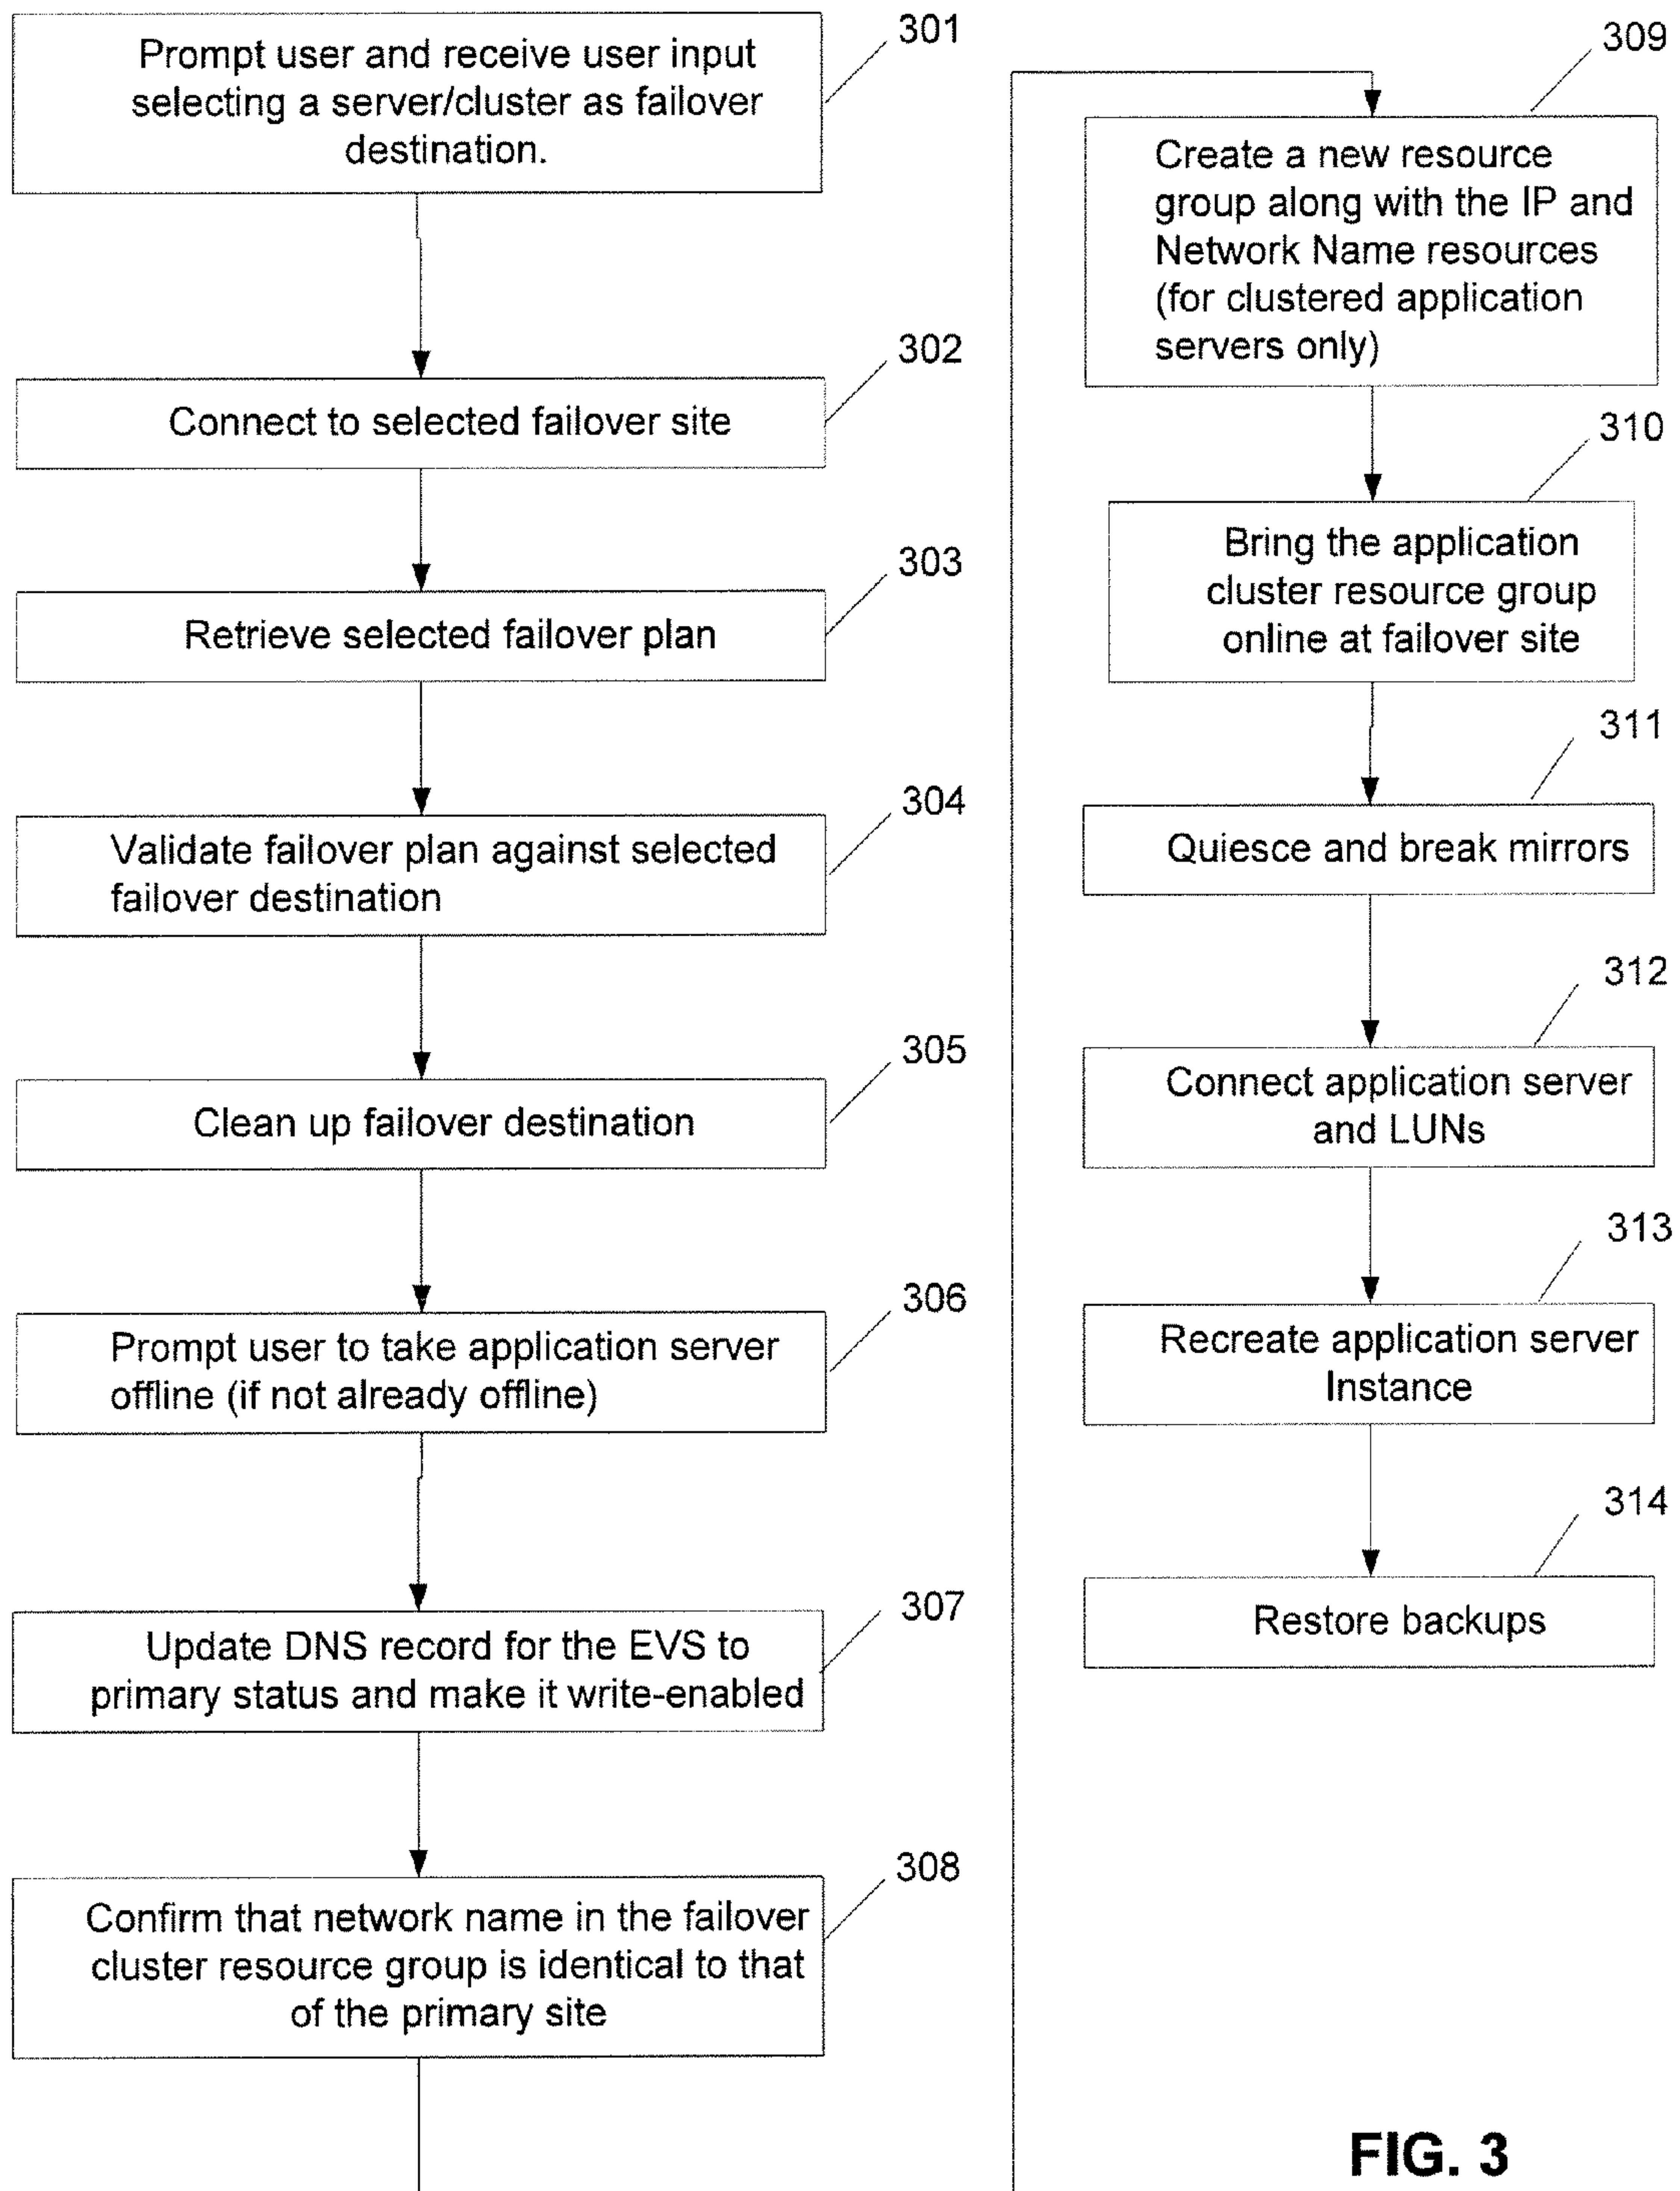 301
Prompt user and receive user input
selecting a server/cluster as failover
destination.
302
Connect to selected failover site
303
Retrieve selected failover plan
304
Validate failover plan against selected
failover destination
305
Clean up failover destination
306
Prompt user to take application server
offline (if not already offline)
307
Update DNS record for the EVS to
primary status and make it write-enabled
308
Confirm that network name in the failover
cluster resource group is identical to that
of the primary site
309
Create a new resource
group along with the IP and
Network Name resources
(for clustered application
servers only)
310
Bring the application
cluster resource group
online at failover site
311
Quiesce and break mirrors
312
Connect application server
and LUNs
313
Recreate application server
Instance
314
Restore backups
FIG. 3